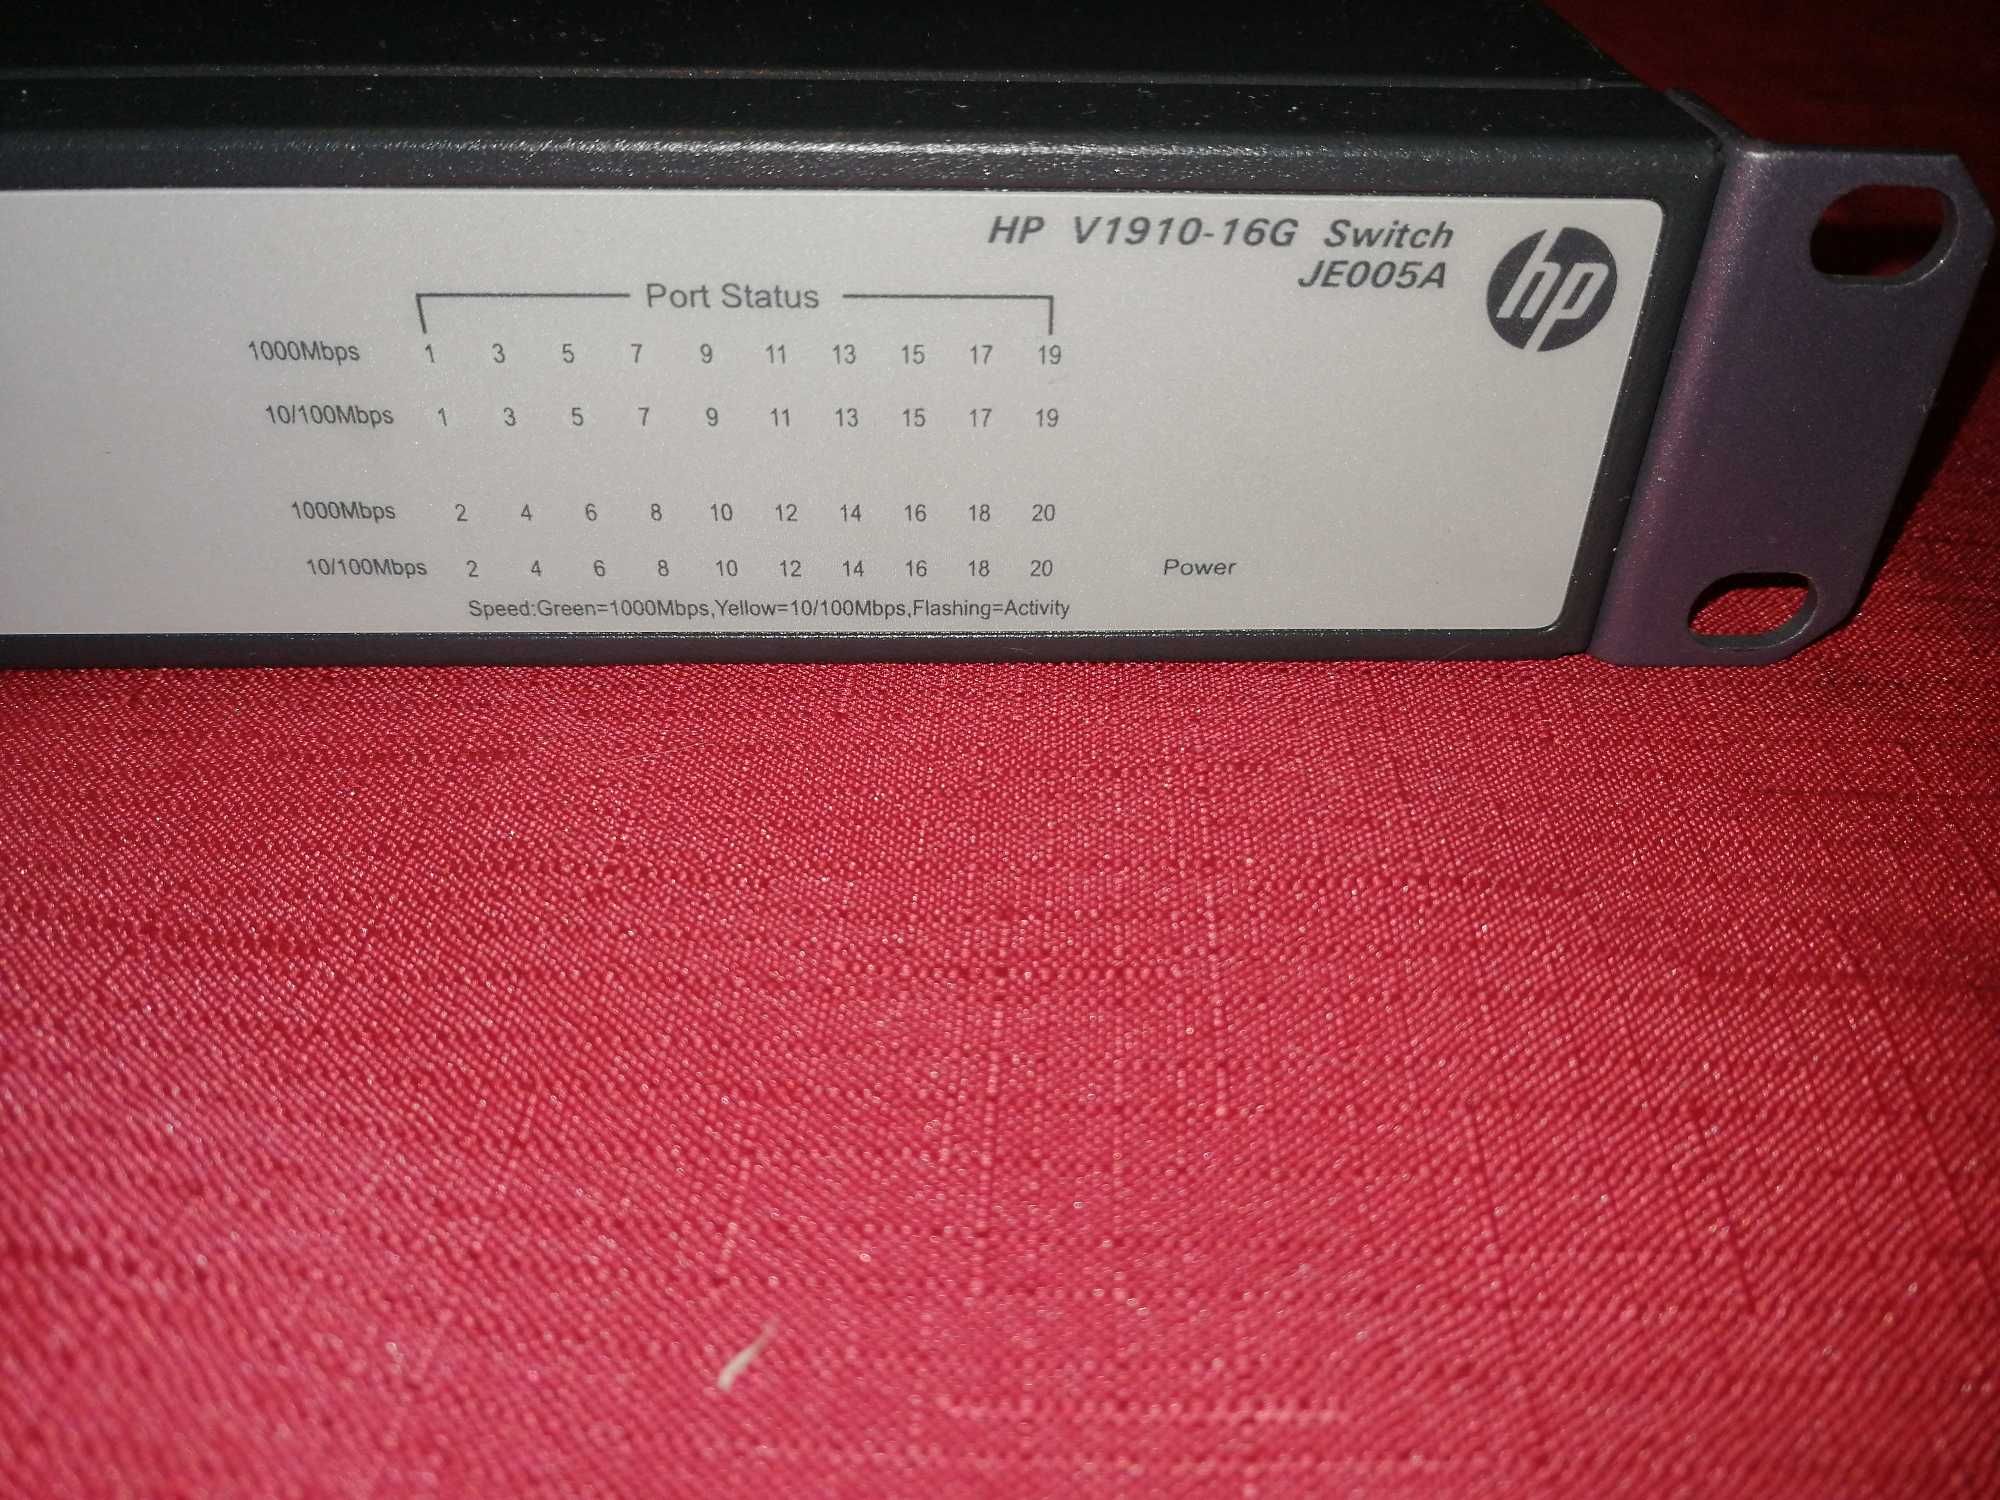 HP V1910-16G Switch
JE005A
hp
Port Status
1000Mbps 1 3 5 7 9 11 13 15 17 19
10/100Mbps 1 3 5 7 9 11 13 15 17 19
1000Mbps 2 4 6 8 10 12 14 16 18 20
10/100Mbps 2 4 6 8 10 12 14 16 18 20 Power
Speed:Green=1000Mbps,Yellow=10/100Mbps,Flashing=Activity